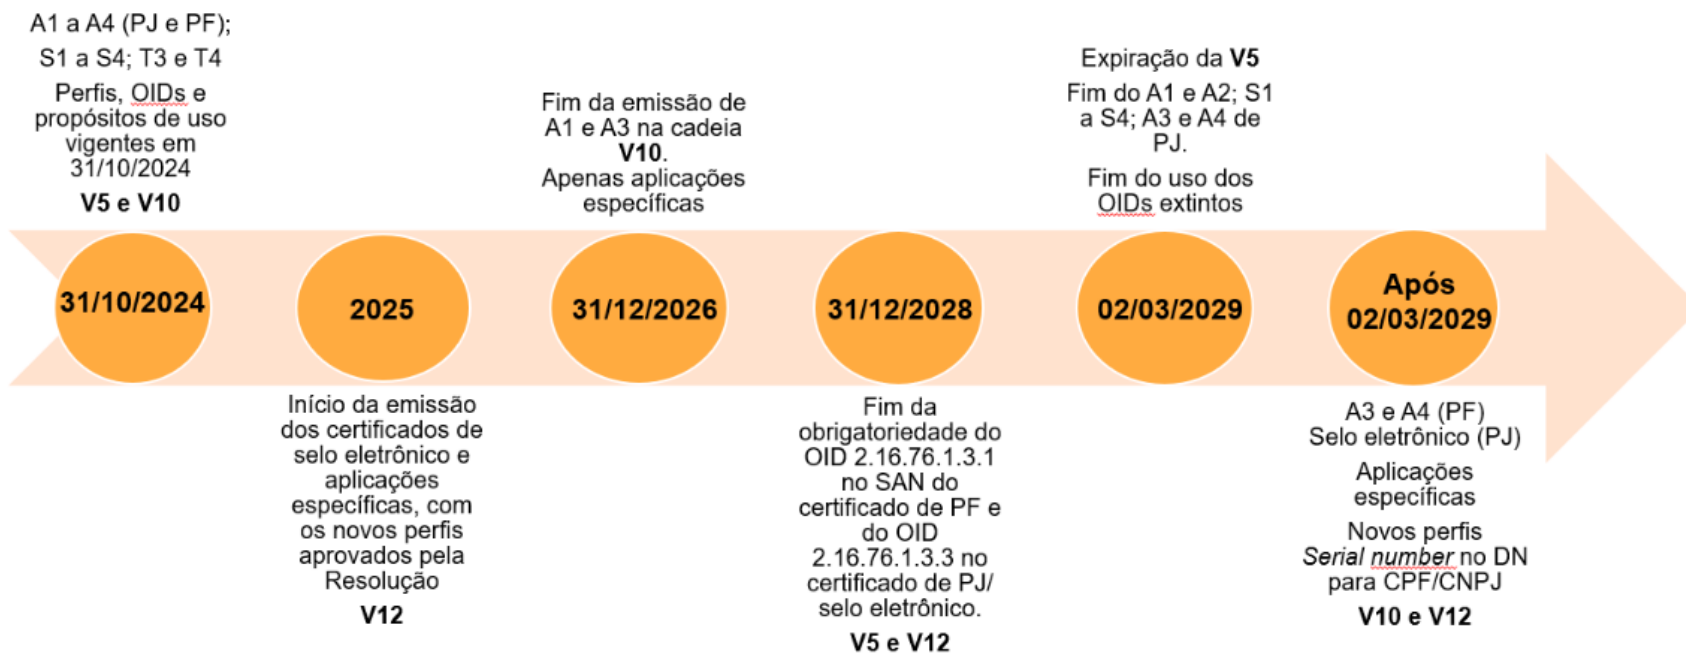 A1 a A4 (PJ e PF);
S1 a S4; T3 e T4
Perfis, OIDs e
propósitos de uso
vigentes em
31/10/2024
V5 e V10
31/10/2024
2025
Início da emissão
dos certificados de
selo eletrônico e
aplicações
específicas, com
os novos perfis
aprovados pela
Resolução
V12
Fim da emissão de
A1 e A3 na cadeia
V10.
Apenas aplicações
específicas
31/12/2026
31/12/2028
Fim da
obrigatoriedade do
OID 2.16.76.1.3.1
no SAN do
certificado de PF e
do OID
2.16.76.1.3.3 no
certificado de PJ/
selo eletrônico.
V5 e V12
Expiração da V5
Fim do A1 e A2; S1
a S4; A3 e A4 de
PJ.
Fim do uso dos
OIDs extintos
02/03/2029
Após
02/03/2029
A3 e A4 (PF)
Selo eletrônico (PJ)
Aplicações
específicas
Novos perfis
Serial number no DN
para CPF/CNPJ
V10 e V12